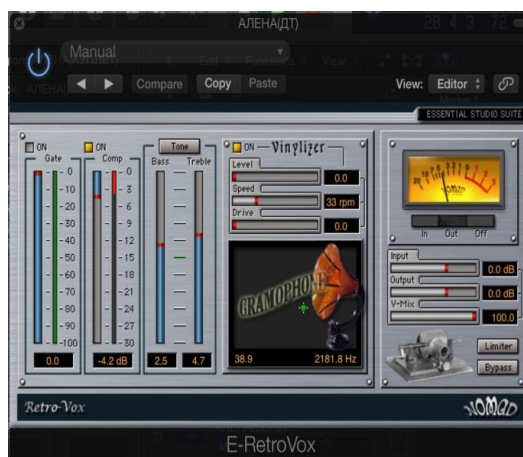 АЛЕНА(ДТ)
Manual
Compare Copy Paste View: Editor
ESSENTIAL STUDIO SUITE
ON ON Tone ON Vinylizer
Gate Comp Bass Treble
0 0
-10 -3
-20 -6
-30 -9
-40 -12
-50 -15
-60 -18
-70 -21
-80 -24
-90 -27
-100 -30
0.0 -4.2 dB 2.5 4.7
Level
0.0
Speed
33 rpm
Drive
0.0
GRAMOPHONE
38.9 2181.8 Hz
NOMAD
In Out Off
Input
0.0 dB
Output
0.0 dB
V-Mix
100.0
Limiter
Bypass
Retro-Vox NOMAD
E-RetroVox